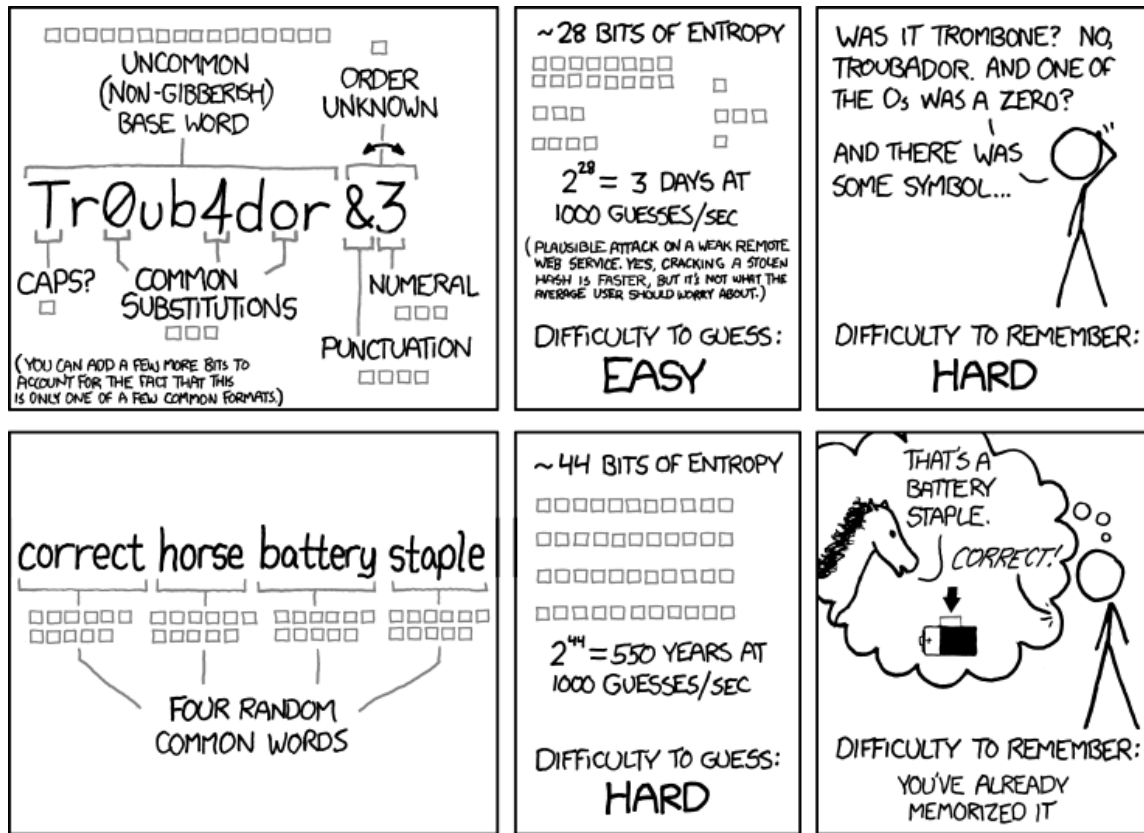 UNCOMMON
(NON-GIBBERISH)
BASE WORD
ORDER
UNKNOWN
Tr0ub4dor &3
CAPS?
COMMON
SUBSTITUTIONS
NUMERAL
PUNCTUATION
(YOU CAN ADD A FEW MORE BITS TO
ACCOUNT FOR THE FACT THAT THIS
IS ONLY ONE OF A FEW COMMON FORMATS.)
~28 BITS OF ENTROPY
2^28 = 3 DAYS AT
1000 GUESSES/SEC
(PLAUSIBLE ATTACK ON A WEAK REMOTE
WEB SERVICE. YES, CRACKING A STOLEN
HASH IS FASTER, BUT IT'S NOT WHAT THE
AVERAGE USER SHOULD WORRY ABOUT.)
DIFFICULTY TO GUESS:
EASY
WAS IT TROMBONE? NO,
TROUBADOR. AND ONE OF
THE Os WAS A ZERO?
AND THERE WAS
SOME SYMBOL...
DIFFICULTY TO REMEMBER:
HARD
correct horse battery staple
FOUR RANDOM
COMMON WORDS
~44 BITS OF ENTROPY
2^44 = 550 YEARS AT
1000 GUESSES/SEC
DIFFICULTY TO GUESS:
HARD
THAT'S A
BATTERY
STAPLE.
CORRECT!
+
DIFFICULTY TO REMEMBER:
YOU'VE ALREADY
MEMORIZED IT